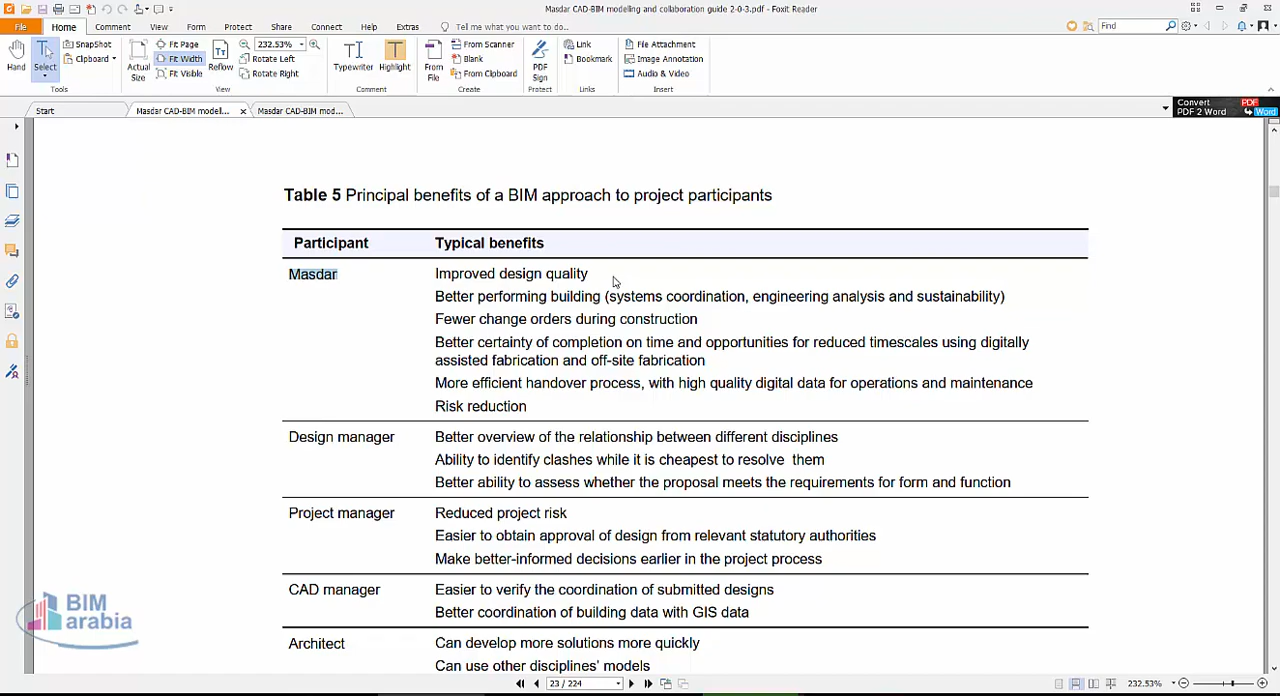 Masdar CAD-BIM modeling and collaboration guide 2-0-3.pdf - Foxit Reader
File Home Comment View Form Protect Share Connect Help Extras Tell me what you want to do... Find
Hand Select SnapShot Clipboard Actual Size Fit Page Fit Width Fit Visible Reflow 232.53% Rotate Left Rotate Right Typewriter Highlight From File From Scanner Blank From Clipboard PDF Sign Link Bookmark File Attachment Image Annotation Audio & Video
Tools View Comment Create Protect Links Insert
Start Masdar CAD-BIM modell... Masdar CAD-BIM mod... Convert PDF 2 Word PDF Word
Table 5 Principal benefits of a BIM approach to project participants
Participant Typical benefits
Masdar Improved design quality
Better performing building (systems coordination, engineering analysis and sustainability)
Fewer change orders during construction
Better certainty of completion on time and opportunities for reduced timescales using digitally
assisted fabrication and off-site fabrication
More efficient handover process, with high quality digital data for operations and maintenance
Risk reduction
Design manager Better overview of the relationship between different disciplines
Ability to identify clashes while it is cheapest to resolve them
Better ability to assess whether the proposal meets the requirements for form and function
Project manager Reduced project risk
Easier to obtain approval of design from relevant statutory authorities
Make better-informed decisions earlier in the project process
CAD manager Easier to verify the coordination of submitted designs
Better coordination of building data with GIS data
Architect Can develop more solutions more quickly
Can use other disciplines' models
BIM
arabia
23 / 224 232.53%